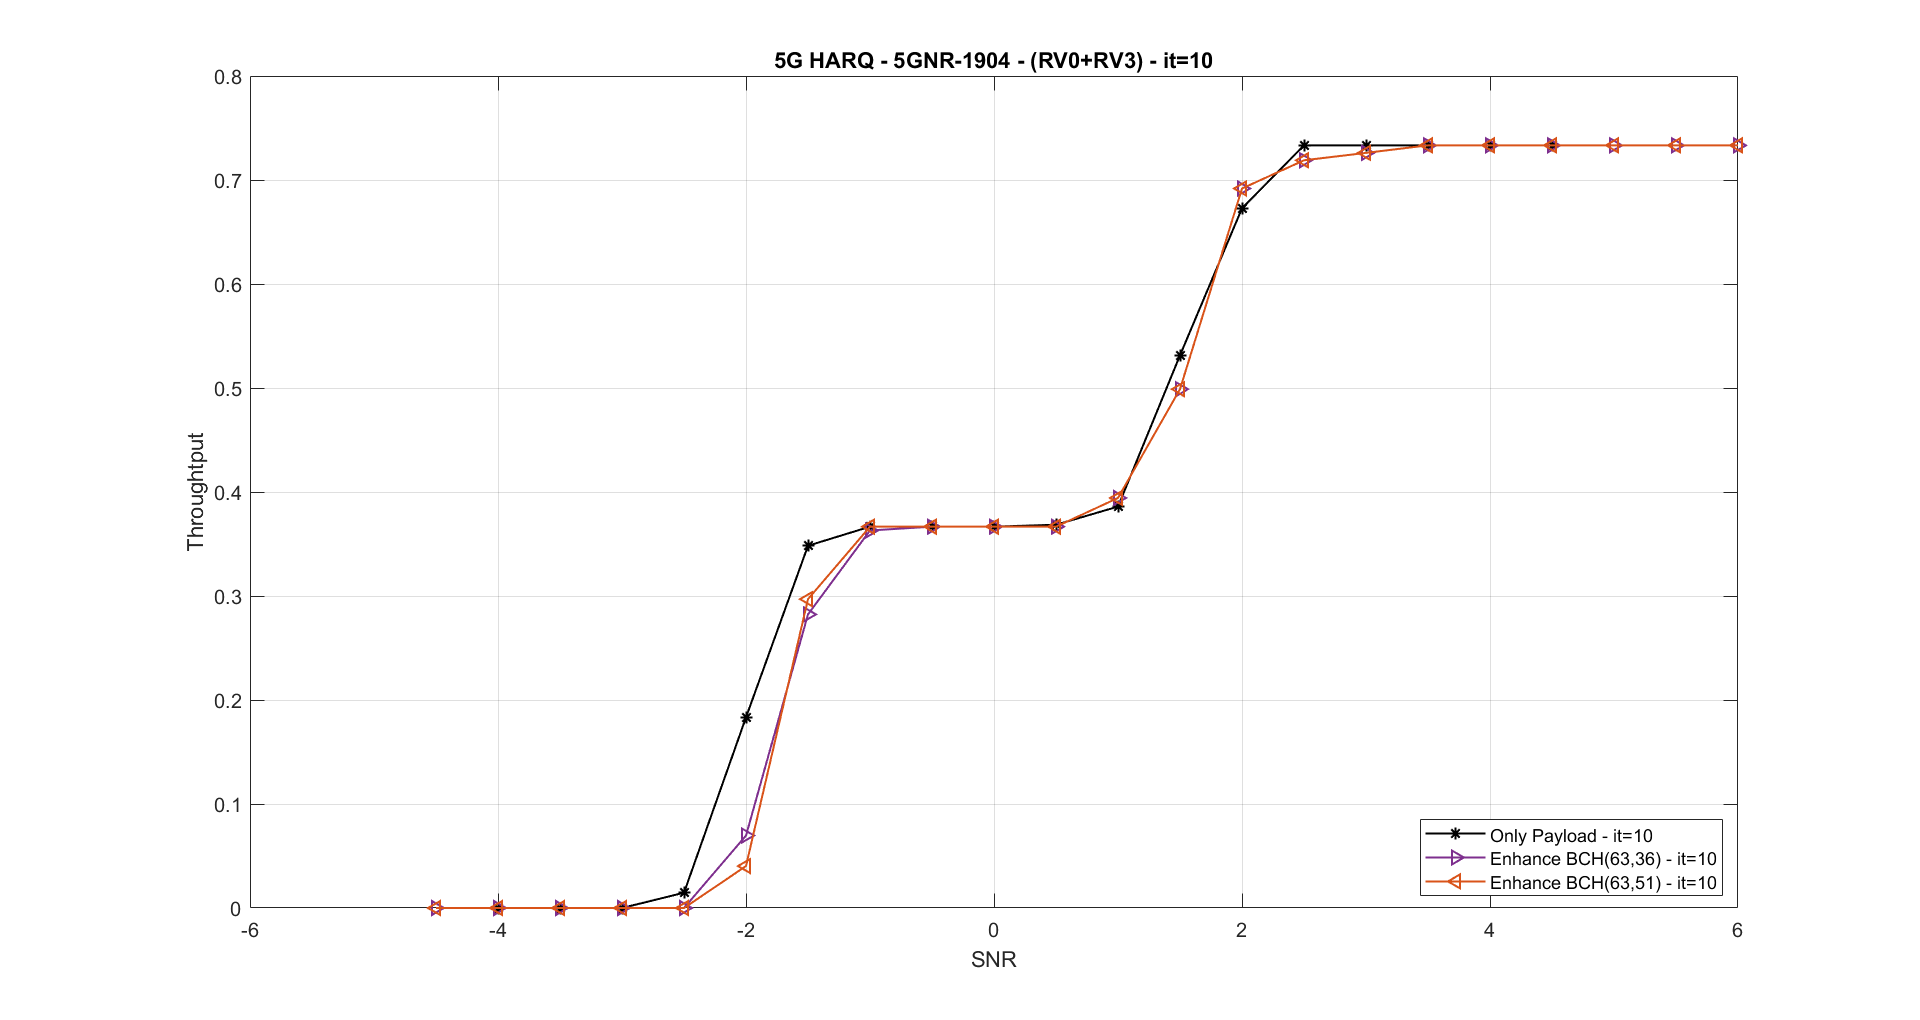 5G HARQ - 5GNR-1904 - (RV0+RV3) - it=10
0.8
0.7
0.6
0.5
0.4
0.3
0.2
0.1
0
Throughtput
-6 -4 -2 0 2 4 6
SNR
Only Payload - it=10
Enhance BCH(63,36) - it=10
Enhance BCH(63,51) - it=10